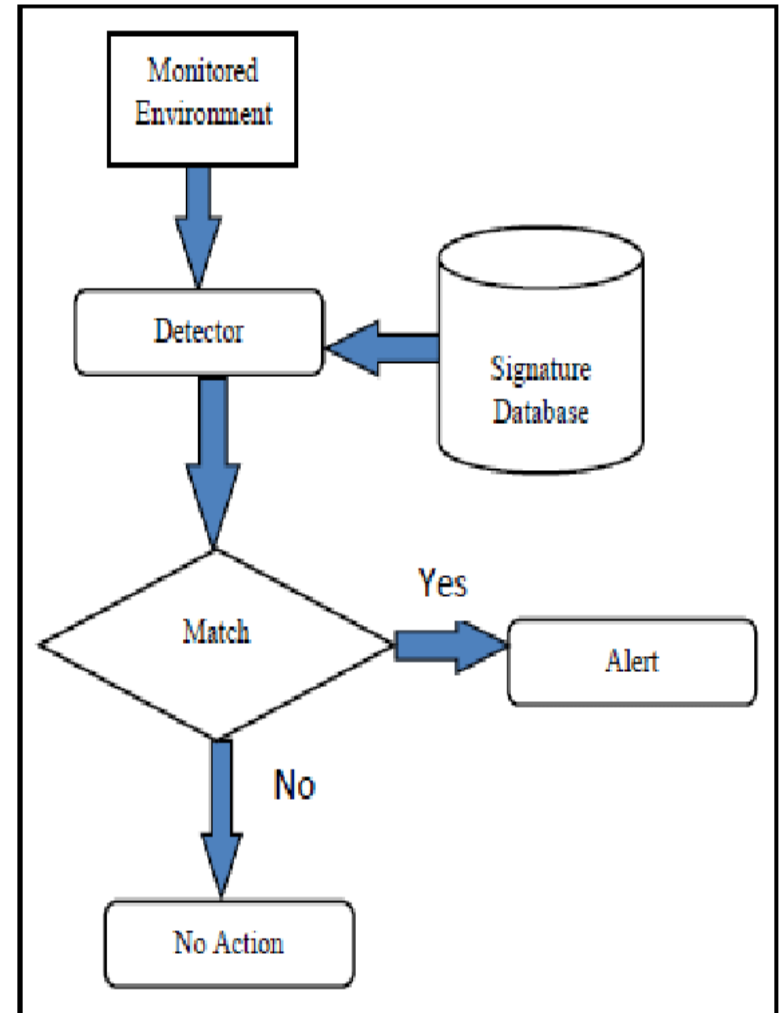 Monitored
Environment
Detector
Signature
Database
Match
Yes
Alert
No
No Action